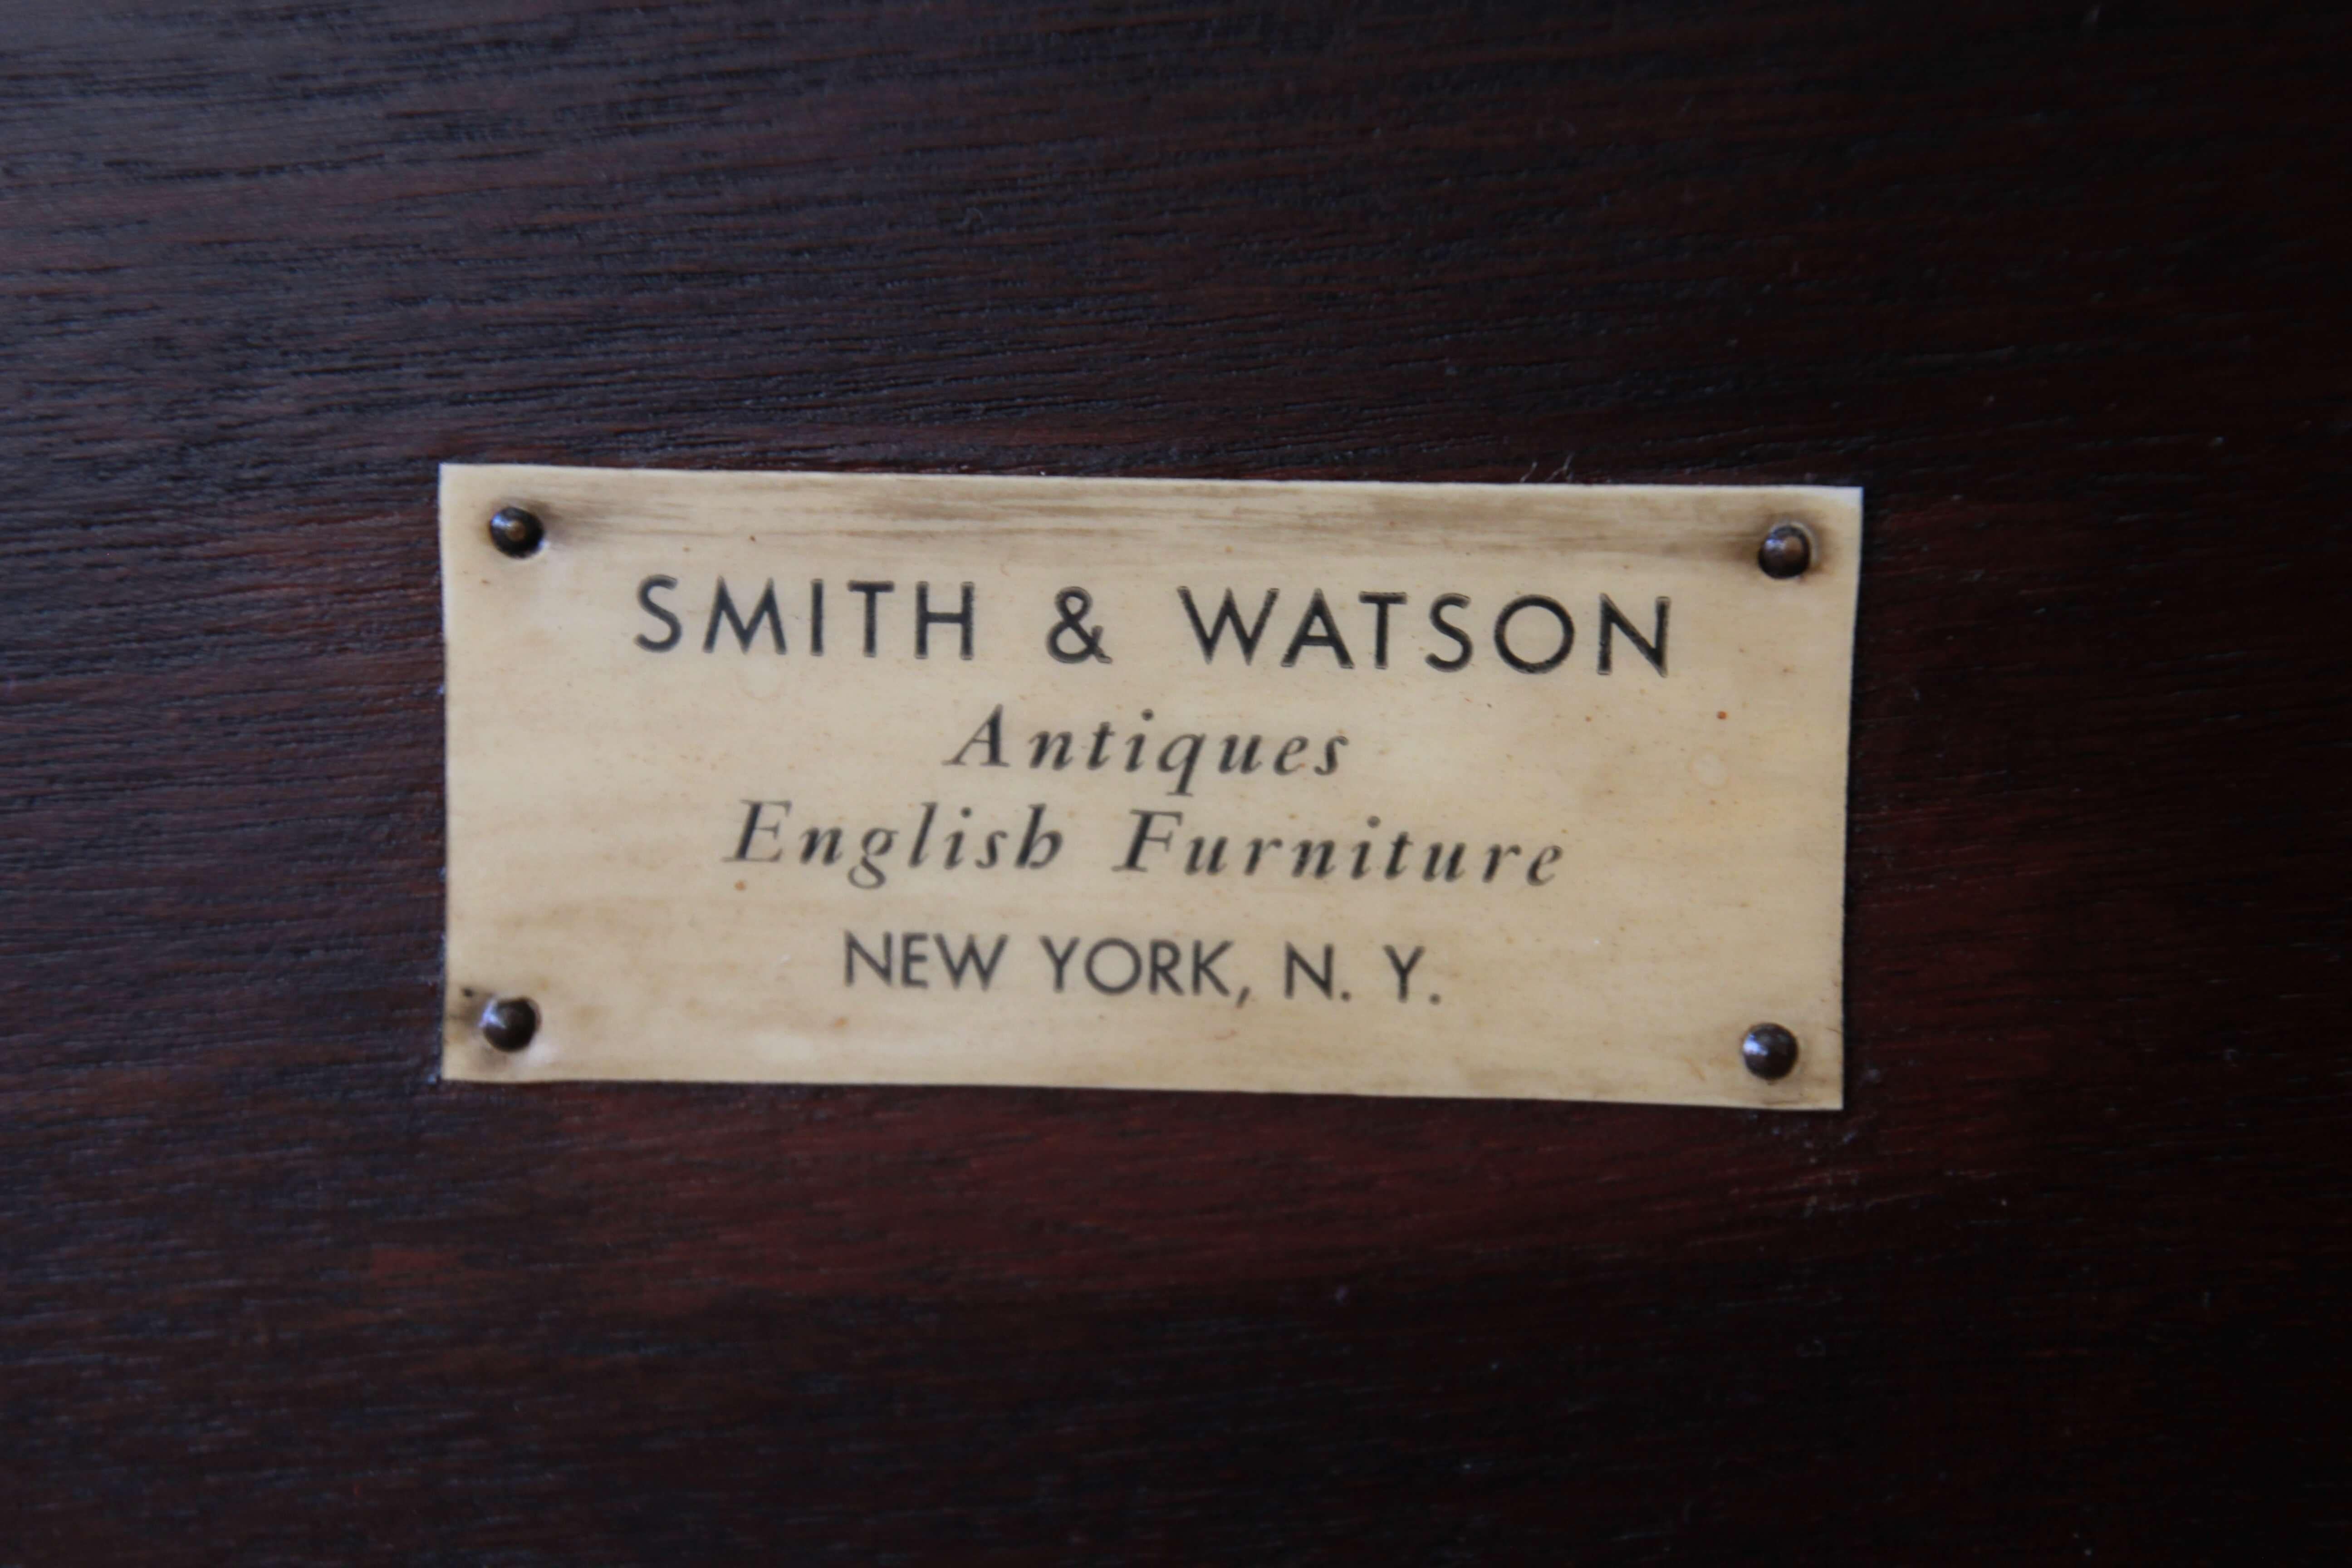 SMITH & WATSON
Antiques
English Furniture
NEW YORK, N. Y.